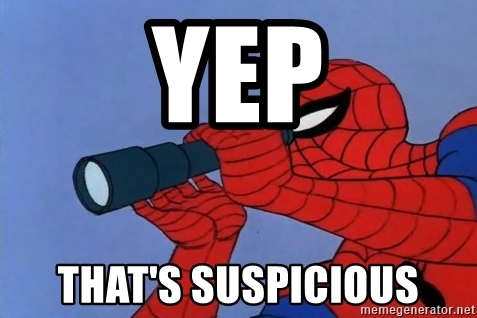 YEP
THAT'S SUSPICIOUS
memegenerator.net